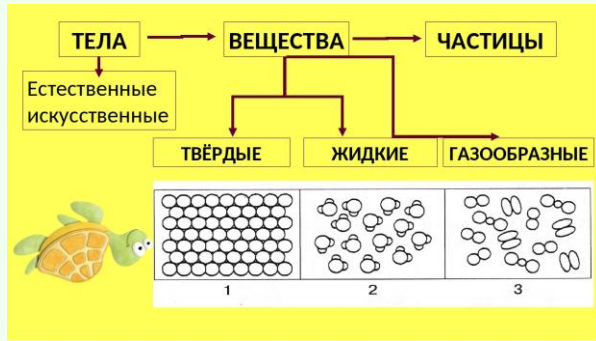 ТЕЛА
ВЕЩЕСТВА
ЧАСТИЦЫ
Естественные
искусственные
ТВЁРДЫЕ
ЖИДКИЕ
ГАЗООБРАЗНЫЕ
1
2
3